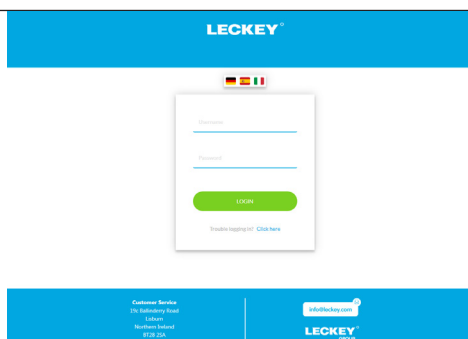 LECKEY°
Username
Password
LOGIN
Trouble logging in? Click here
Customer Service
19c Ballinderry Road
Lisburn
Northern Ireland
BT28 2SA
info@leckey.com
LECKEY°
GROUP